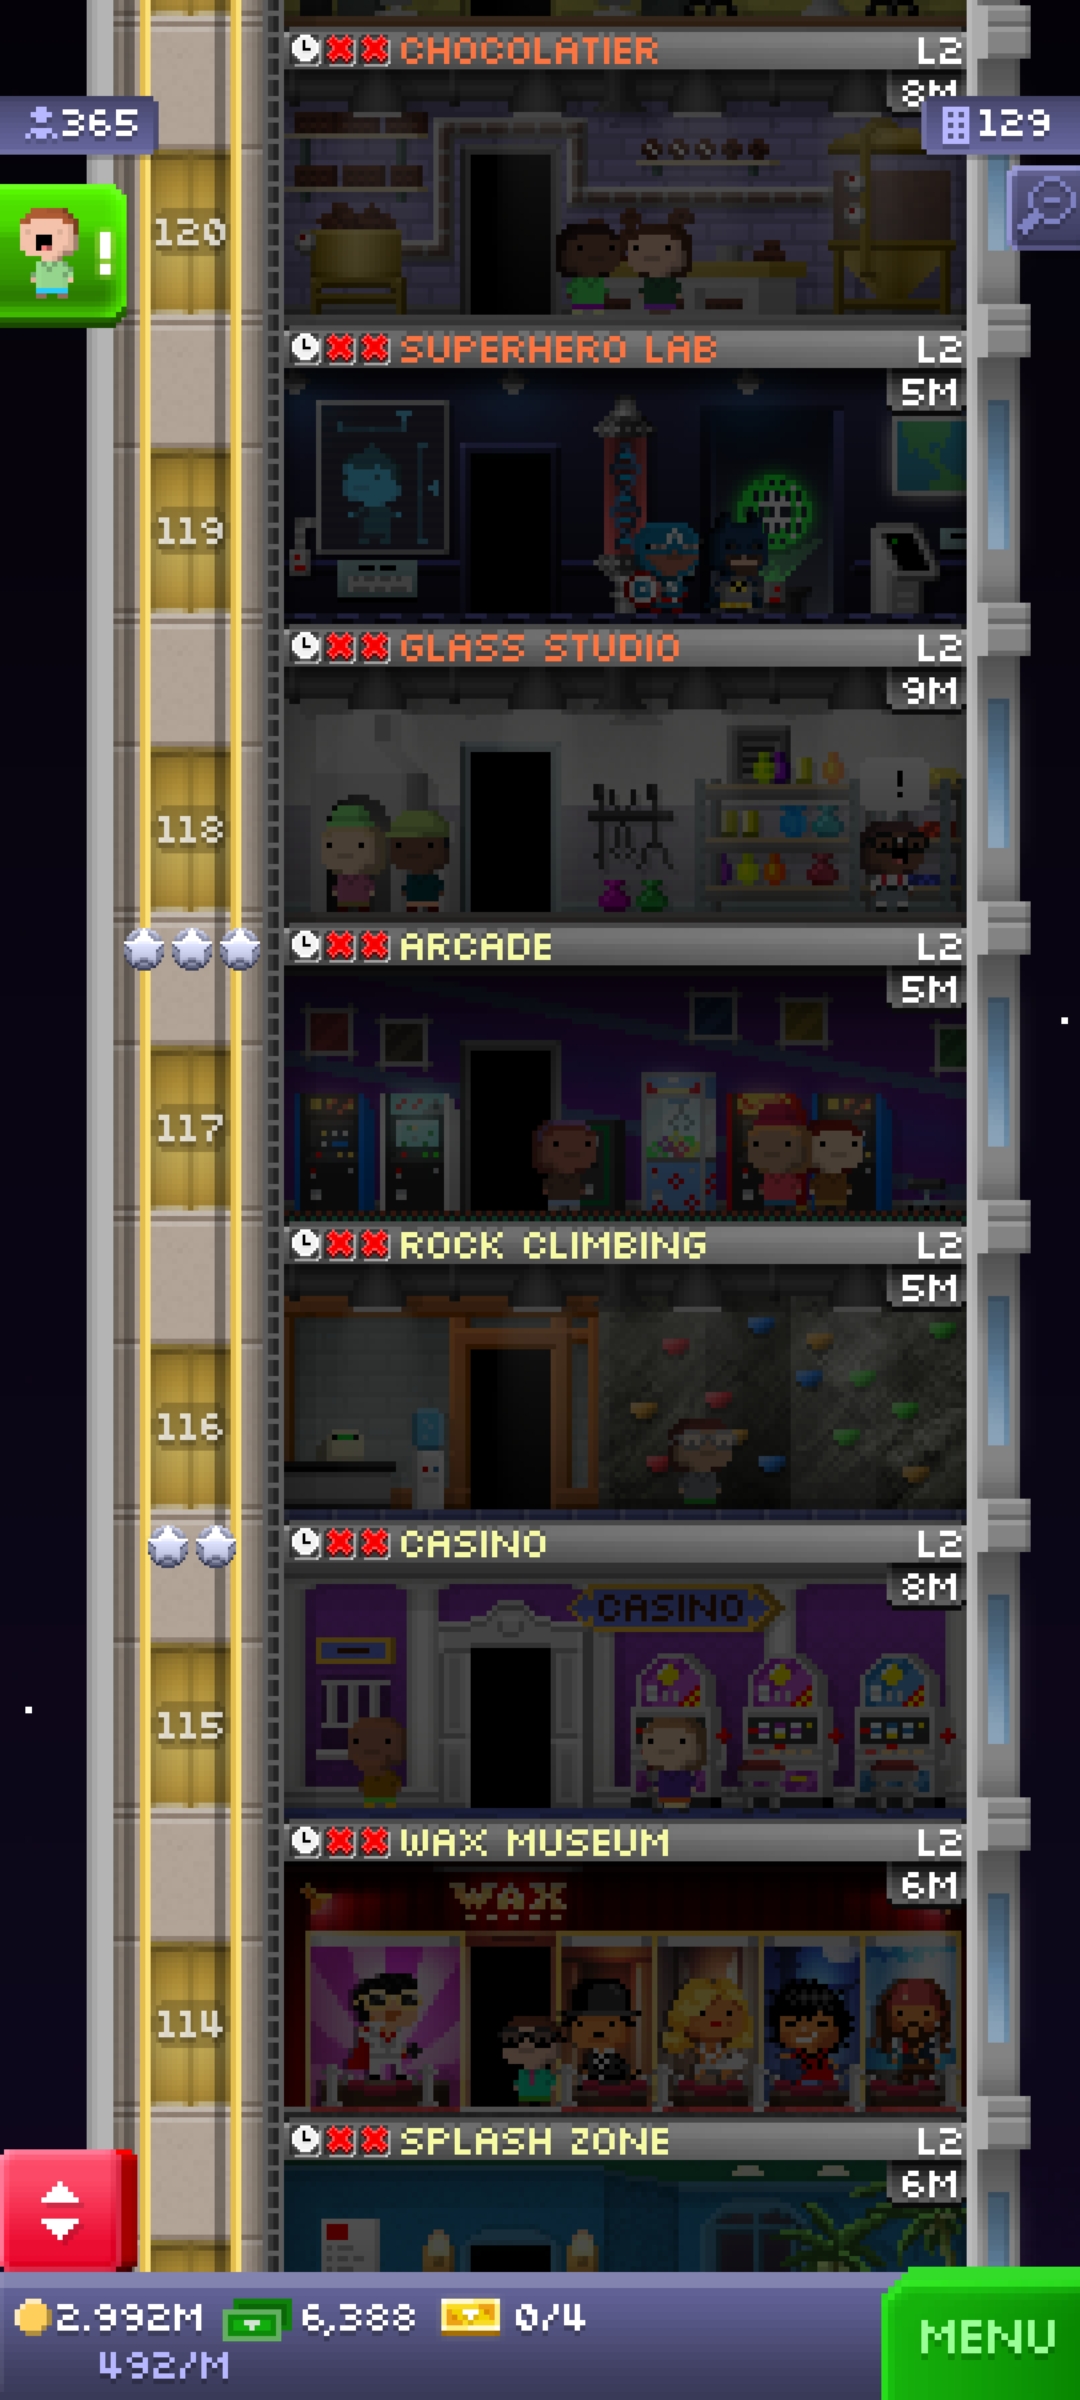 CHOCOLATIER L2
8M
365
129
120
!
SUPERHERO LAB L2
5M
119
GLASS STUDIO L2
9M
!
118
ARCADE L2
5M
117
ROCK CLIMBING L2
5M
116
CASINO L2
8M
CASINO
115
WAX MUSEUM L2
6M
WAX
114
SPLASH ZONE L2
6M
2.992M 6,388 0/4
492/M
MENU